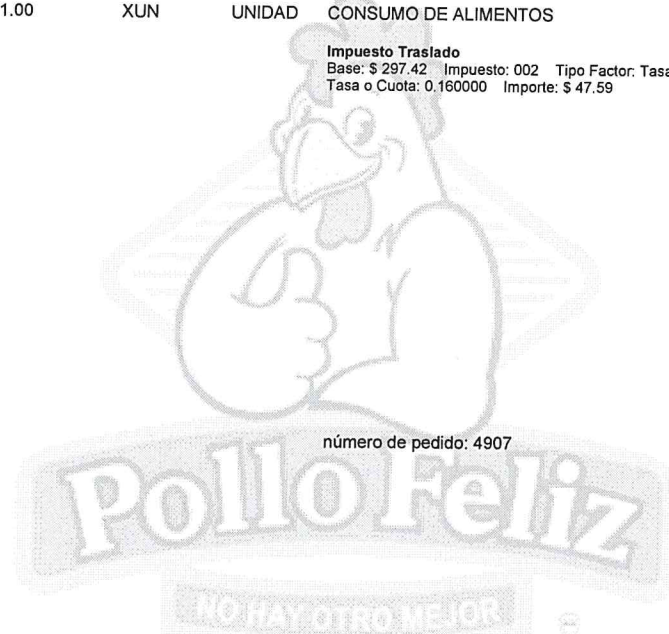 1.00 XUN UNIDAD CONSUMO DE ALIMENTOS
Impuesto Traslado
Base: $ 297.42 Impuesto: 002 Tipo Factor: Tasa
Tasa o Cuota: 0.160000 Importe: $ 47.59
número de pedido: 4907
Pollo Feliz
NO HAY OTRO MEJOR